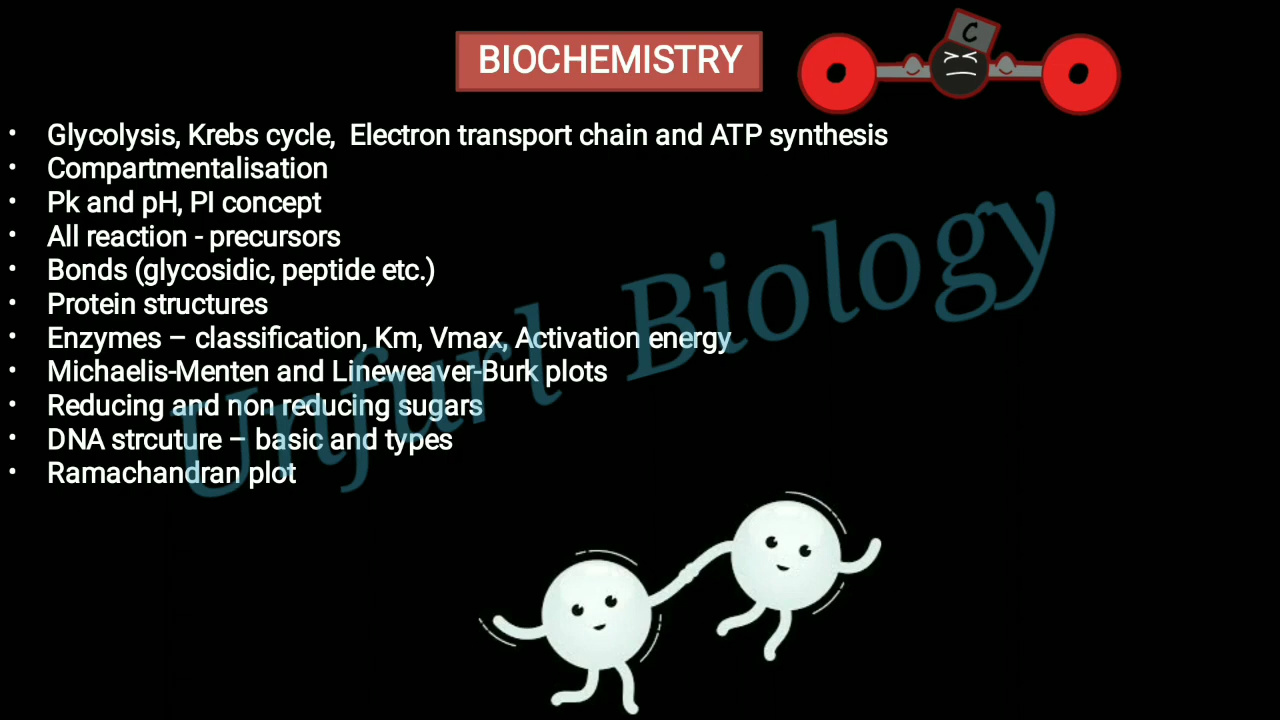 BIOCHEMISTRY
C
O
O
• Glycolysis, Krebs cycle, Electron transport chain and ATP synthesis
• Compartmentalisation
• Pk and pH, PI concept
• All reaction - precursors
• Bonds (glycosidic, peptide etc.)
• Protein structures
• Enzymes – classification, Km, Vmax, Activation energy
• Michaelis-Menten and Lineweaver-Burk plots
• Reducing and non reducing sugars
• DNA strcuture – basic and types
• Ramachandran plot
Unfurl Biology